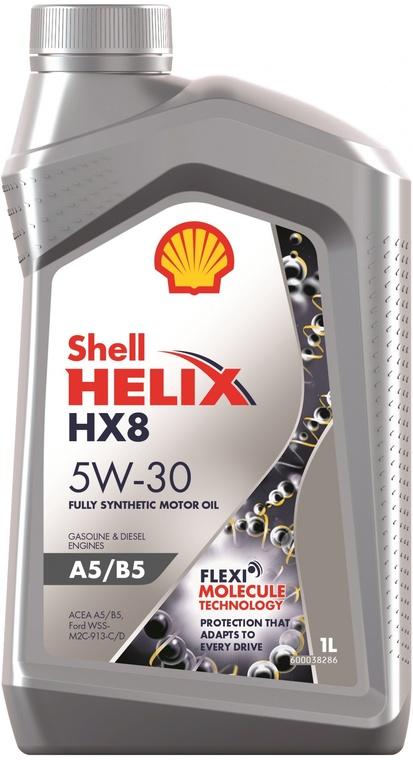 Shell
HELIX
HX8
5W-30
FULLY SYNTHETIC MOTOR OIL
GASOLINE & DIESEL
ENGINES
A5/B5
ACEA A5/B5,
Ford WSS-
M2C-913-C/D
FLEXI
MOLECULE
TECHNOLOGY
PROTECTION THAT
ADAPTS TO
EVERY DRIVE
1L
600038286